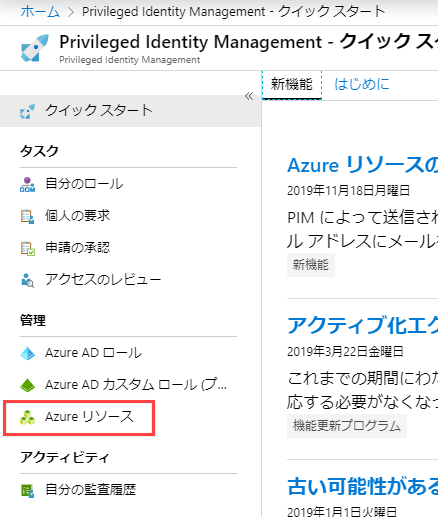 ホーム > Privileged Identity Management - クイック スタート
Privileged Identity Management - クイック ス
Privileged Identity Management
«
クイック スタート
タスク
自分のロール
個人の要求
申請の承認
アクセスのレビュー
管理
Azure AD ロール
Azure AD カスタム ロール (プ...
Azure リソース
アクティビティ
自分の監査履歴
新機能 はじめに
Azure リソースの
2019年11月18日月曜日
PIM によって送信され
ル アドレスにメールを
新機能
アクティブ化エク
2019年3月22日金曜日
これまでの期間にわた
応する必要がなくなっ
機能更新プログラム
古い可能性がある
2019年1月1日火曜日